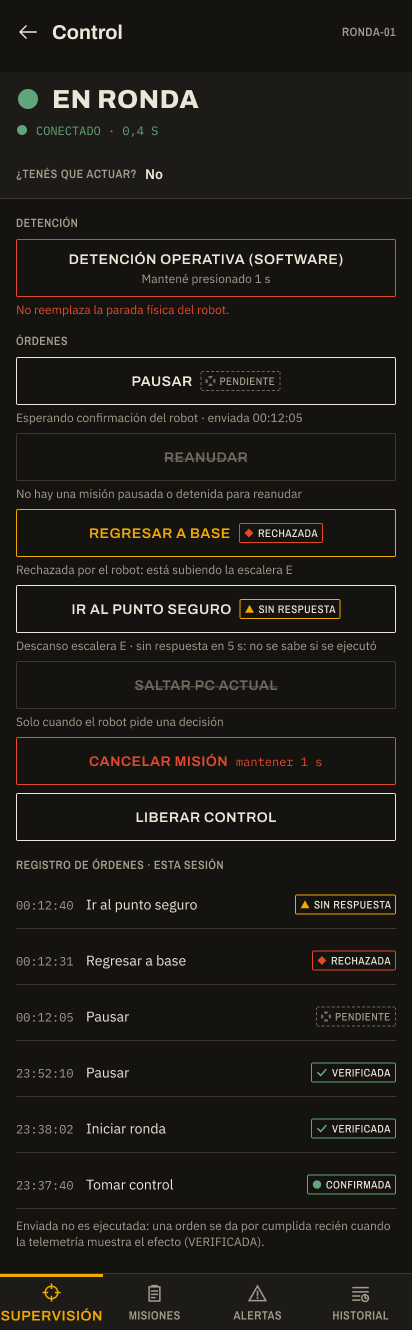 Control
RONDA-01
EN RONDA
CONECTADO · 0,4 S
¿TENÉS QUE ACTUAR? No
DETENCIÓN
DETENCIÓN OPERATIVA (SOFTWARE)
Mantené presionado 1 s
No reemplaza la parada física del robot.
ÓRDENES
PAUSAR PENDIENTE
Esperando confirmación del robot · enviada 00:12:05
REANUDAR
No hay una misión pausada o detenida para reanudar
REGRESAR A BASE RECHAZADA
Rechazada por el robot: está subiendo la escalera E
IR AL PUNTO SEGURO SIN RESPUESTA
Descanso escalera E · sin respuesta en 5 s: no se sabe si se ejecutó
SALTAR PC ACTUAL
Solo cuando el robot pide una decisión
CANCELAR MISIÓN mantener 1 s
LIBERAR CONTROL
REGISTRO DE ÓRDENES · ESTA SESIÓN
00:12:40 Ir al punto seguro SIN RESPUESTA
00:12:31 Regresar a base RECHAZADA
00:12:05 Pausar PENDIENTE
23:52:10 Pausar VERIFICADA
23:38:02 Iniciar ronda VERIFICADA
23:37:40 Tomar control CONFIRMADA
Enviada no es ejecutada: una orden se da por cumplida recién cuando
la telemetría muestra el efecto (VERIFICADA).
SUPERVISIÓN MISIONES ALERTAS HISTORIAL